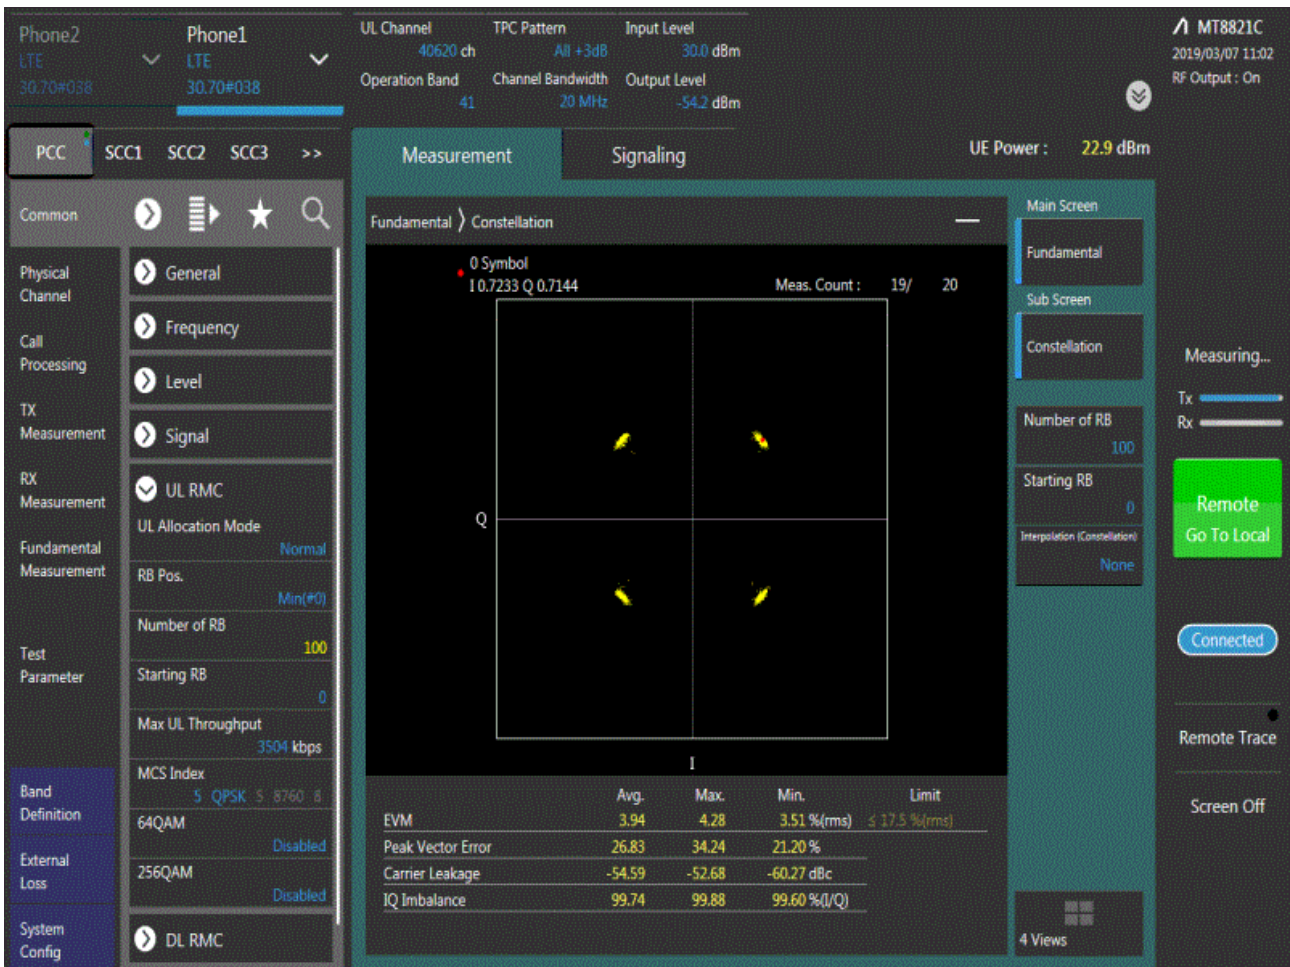 Phone2
LTE
30.70#038
Phone1
LTE
30.70#038
UL Channel
40620 ch
TPC Pattern
All +3dB
Input Level
30.0 dBm
Operation Band
41
Channel Bandwidth
20 MHz
Output Level
-54.2 dBm
MT8821C
2019/03/07 11:02
RF Output : On
PCC SCC1 SCC2 SCC3 >>
Measurement
Signaling
UE Power : 22.9 dBm
Common
Physical
Channel
Call
Processing
TX
Measurement
RX
Measurement
Fundamental
Measurement
Test
Parameter
Band
Definition
External
Loss
System
Config
General
Frequency
Level
Signal
UL RMC
UL Allocation Mode
Normal
RB Pos.
Min(#0)
Number of RB
100
Starting RB
0
Max UL Throughput
3504 kbps
MCS Index
5 QPSK 5 8760 8
64QAM
Disabled
256QAM
Disabled
DL RMC
Fundamental 〉 Constellation
0 Symbol
I 0.7233 Q 0.7144
Meas. Count : 19/ 20
Q
I
Avg. Max. Min. Limit
EVM 3.94 4.28 3.51 %(rms) ≤ 17.5 %(rms)
Peak Vector Error 26.83 34.24 21.20 %
Carrier Leakage -54.59 -52.68 -60.27 dBc
IQ Imbalance 99.74 99.88 99.60 %(I/Q)
Main Screen
Fundamental
Sub Screen
Constellation
Number of RB
100
Starting RB
0
Interpolation (Constellation)
None
4 Views
Measuring...
Tx
Rx
Remote
Go To Local
Connected
Remote Trace
Screen Off